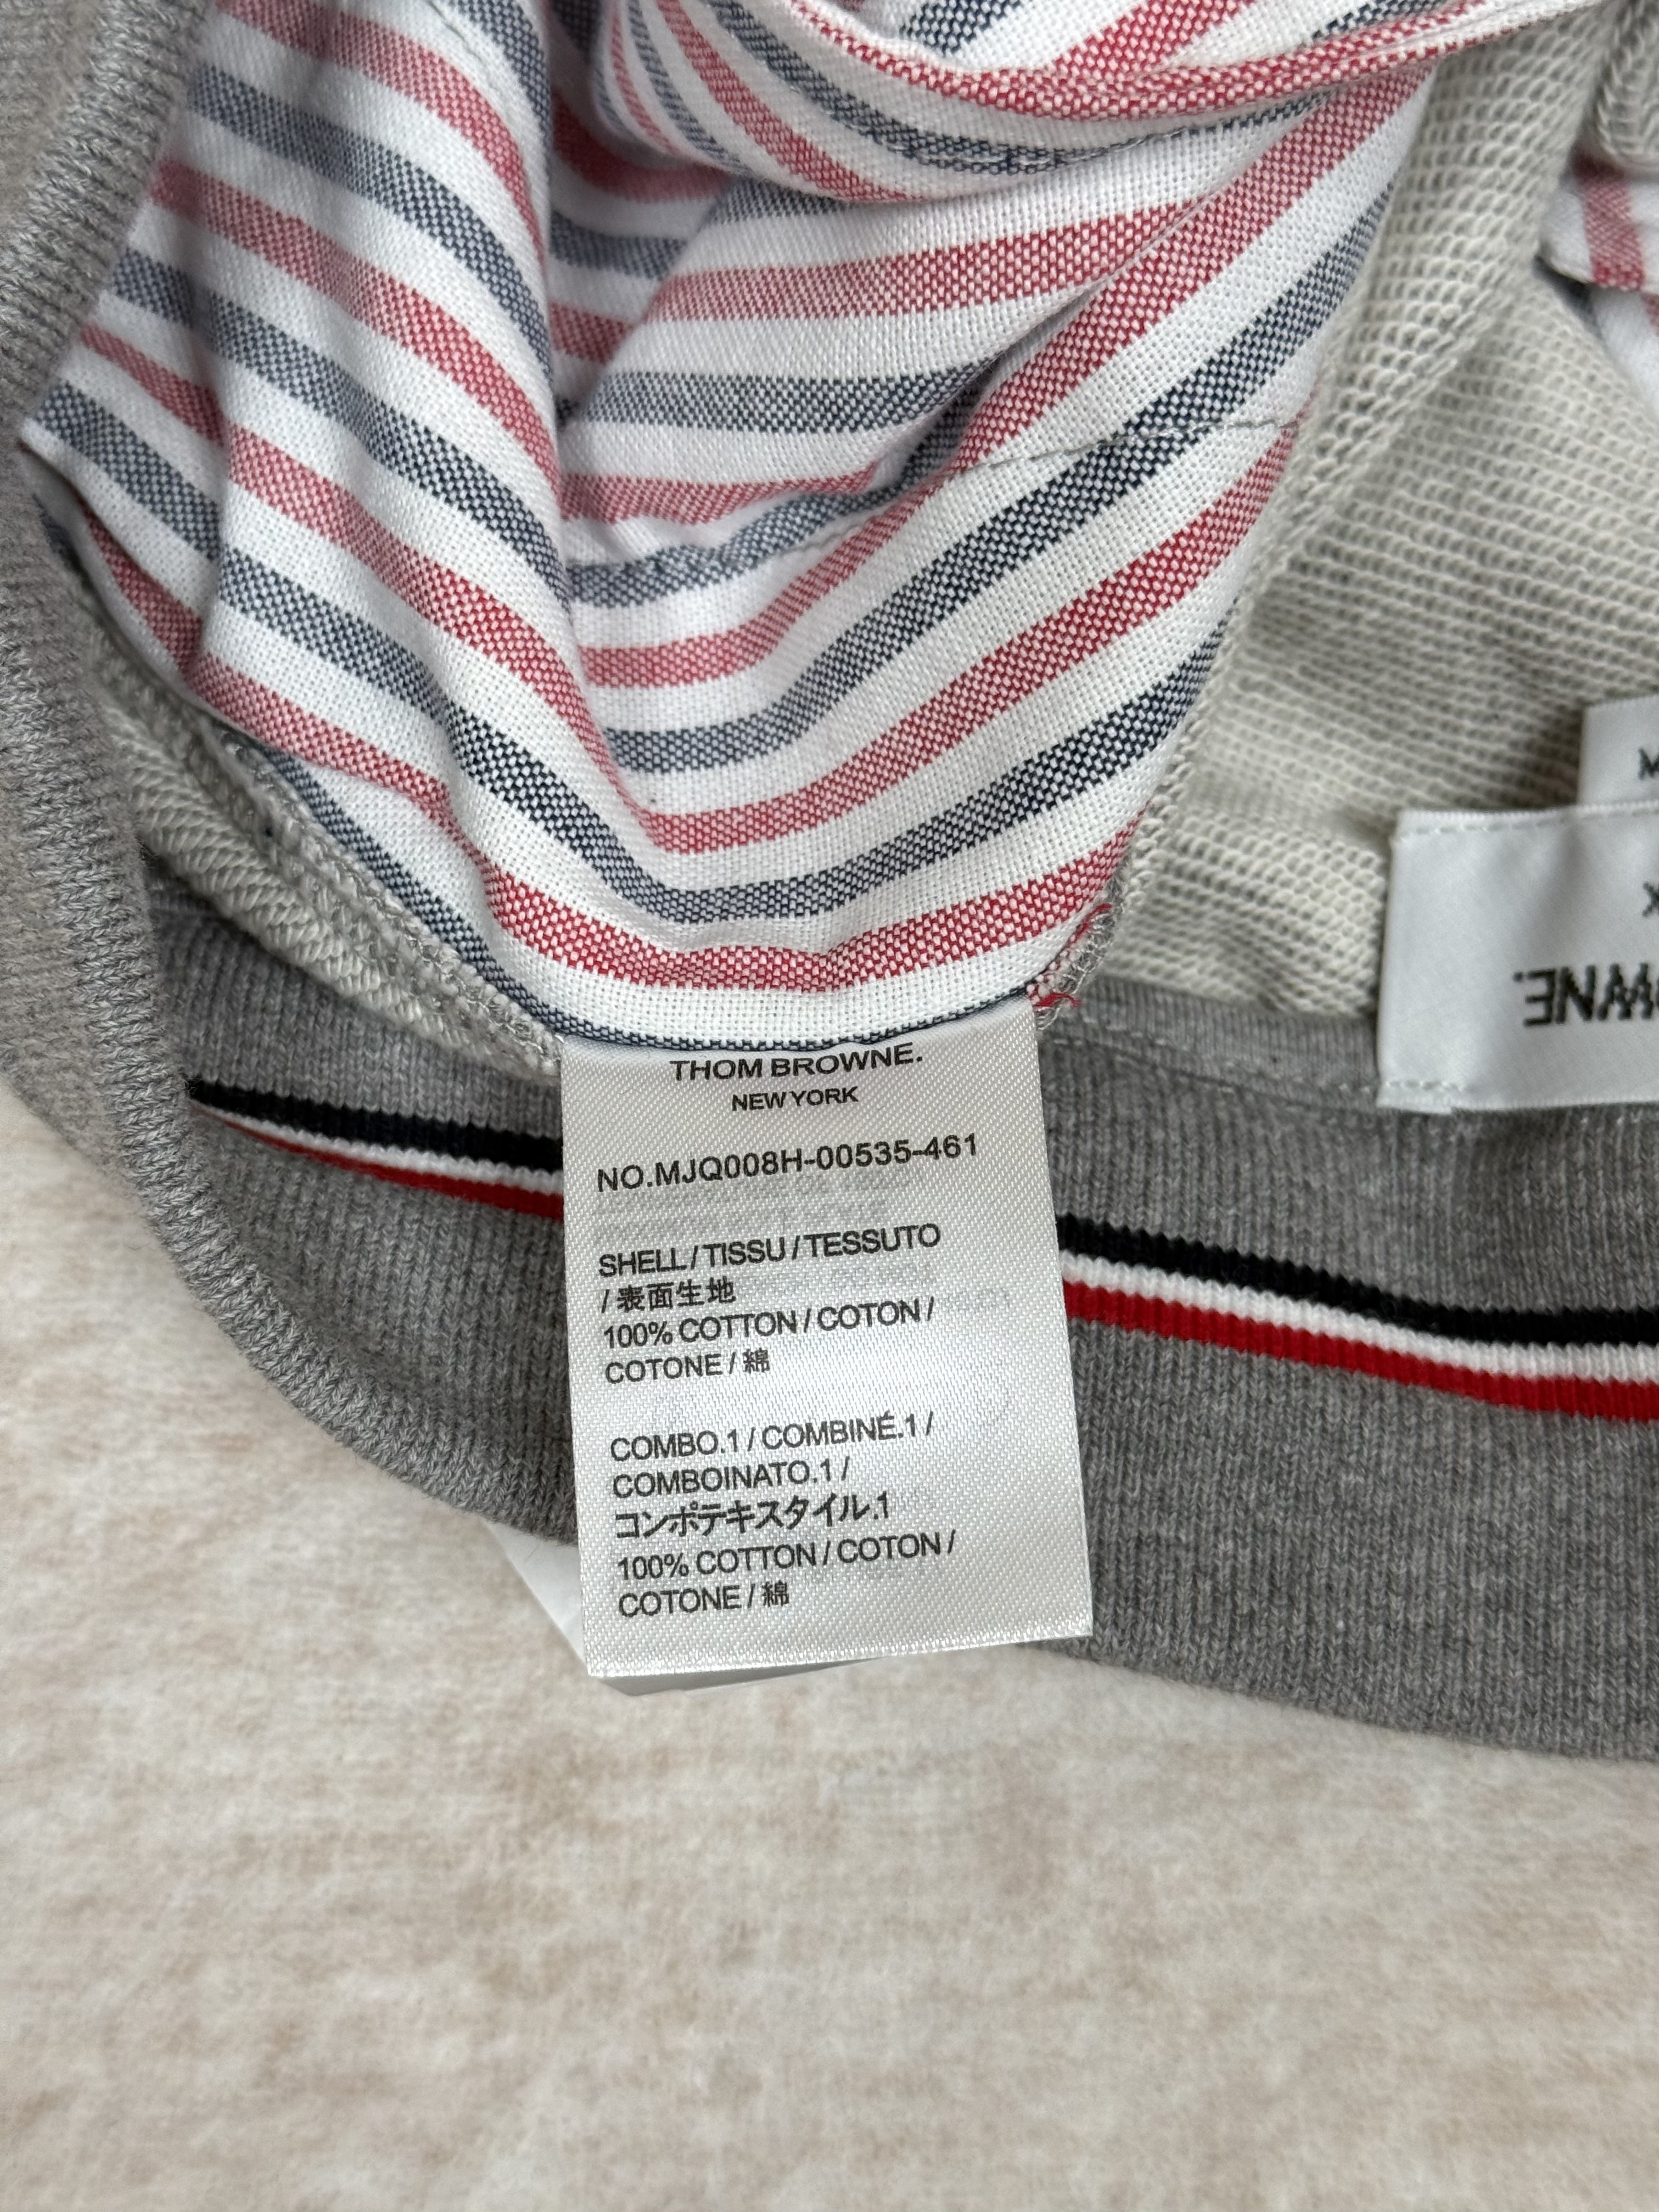 THOM BROWNE.
NEW YORK
NO.MJQ008H-00535-461
SHELL / TISSU / TESSUTO
/ 表面生地
100% COTTON / COTON /
COTONE / 綿
COMBO.1 / COMBINÉ.1 /
COMBOINATO.1 /
コンポテキスタイル.1
100% COTTON / COTON /
COTONE / 綿